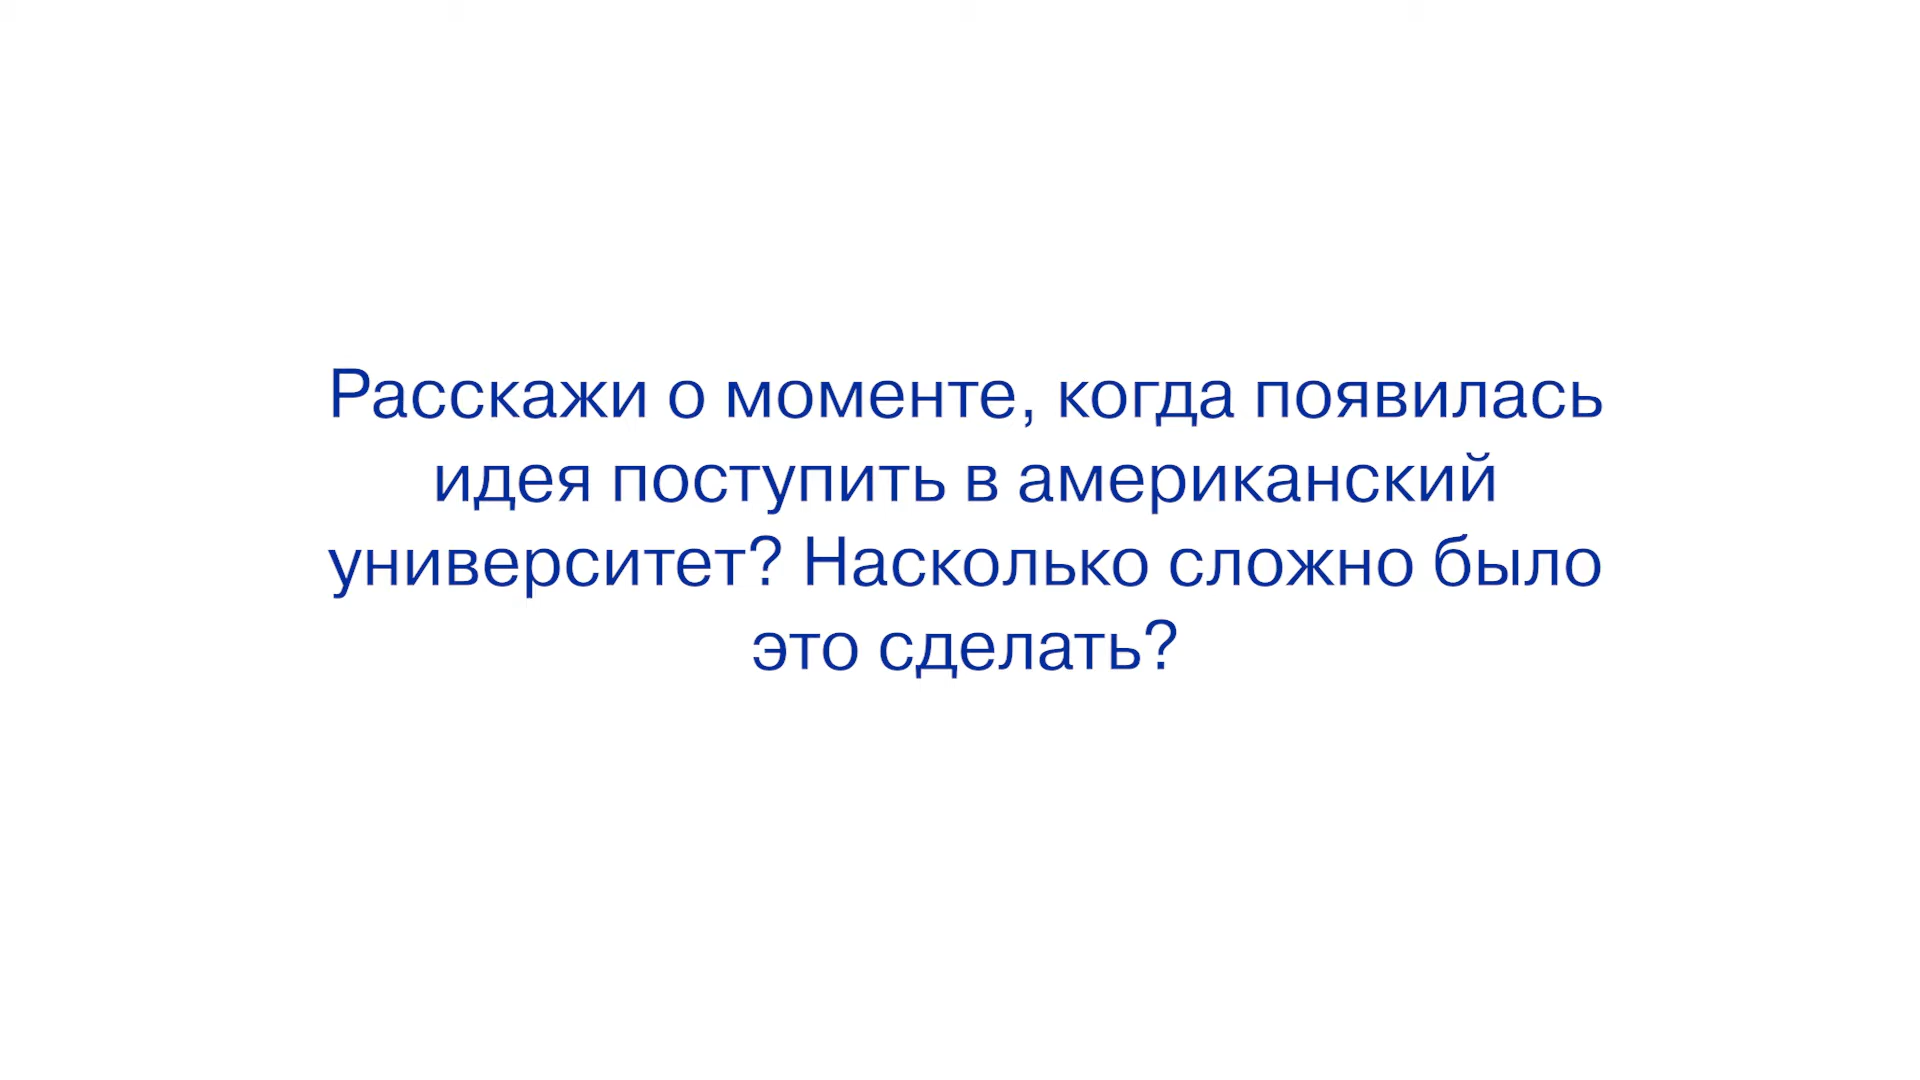 Расскажи о моменте, когда появилась
идея поступить в американский
университет? Насколько сложно было
это сделать?